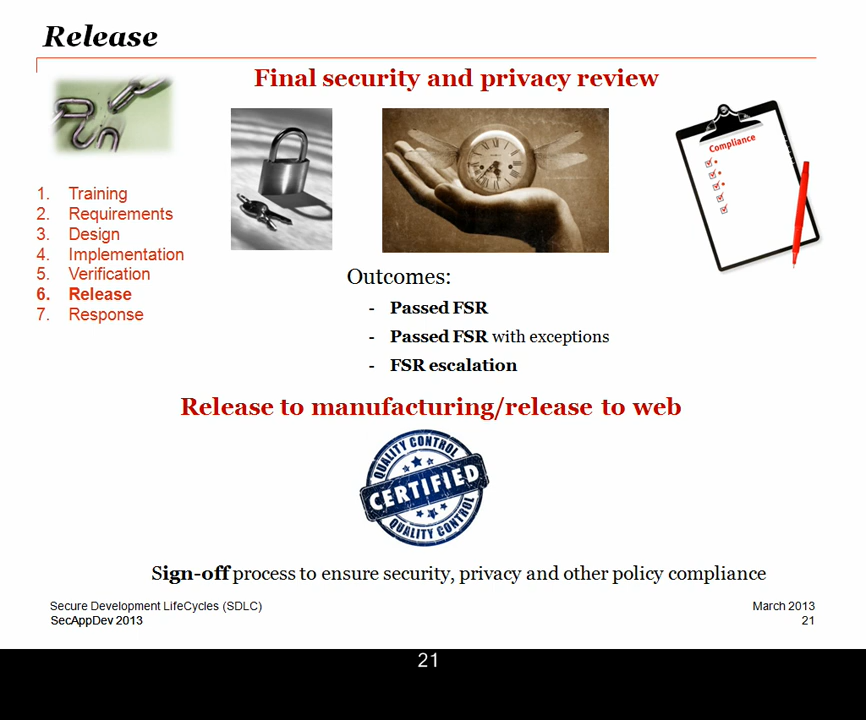 Release
Final security and privacy review
Compliance
1. Training
2. Requirements
3. Design
4. Implementation
5. Verification
6. Release
7. Response
Outcomes:
- Passed FSR
- Passed FSR with exceptions
- FSR escalation
Release to manufacturing/release to web
QUALITY CONTROL
CERTIFIED
QUALITY CONTROL
Sign-off process to ensure security, privacy and other policy compliance
Secure Development LifeCycles (SDLC)
March 2013
SecAppDev 2013
21
21